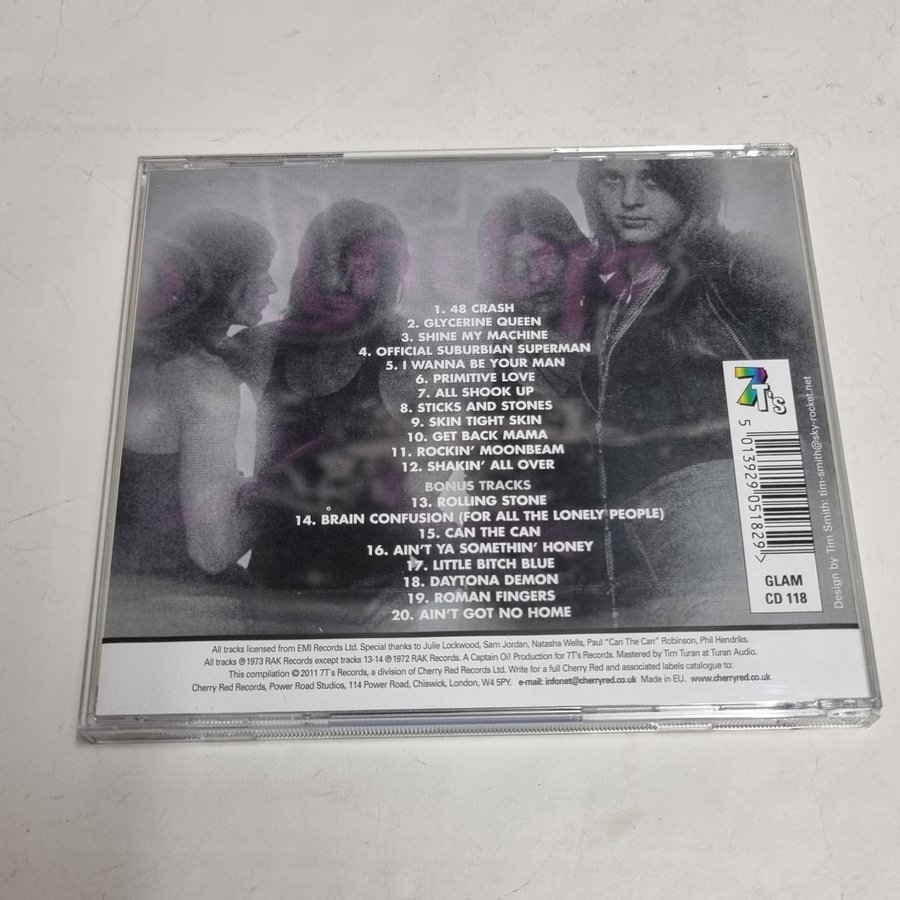 1. 48 CRASH
2. GLYCERINE QUEEN
3. SHINE MY MACHINE
4. OFFICIAL SUBURBIAN SUPERMAN
5. I WANNA BE YOUR MAN
6. PRIMITIVE LOVE
7. ALL SHOOK UP
8. STICKS AND STONES
9. SKIN TIGHT SKIN
10. GET BACK MAMA
11. ROCKIN' MOONBEAM
12. SHAKIN' ALL OVER
BONUS TRACKS
13. ROLLING STONE
14. BRAIN CONFUSION (FOR ALL THE LONELY PEOPLE)
15. CAN THE CAN
16. AIN'T YA SOMETHIN' HONEY
17. LITTLE BITCH BLUE
18. DAYTONA DEMON
19. ROMAN FINGERS
20. AIN'T GOT NO HOME
7T's
5 013929 051829 >
GLAM
CD 118
Design by Tim Smith: tim-smith@sky-rocket.net
All tracks licensed from EMI Records Ltd. Special thanks to Julie Lockwood, Sam Jordan, Natasha Wells, Paul "Can The Can" Robinson, Phil Hendriks.
All tracks ℗ 1973 RAK Records except tracks 13-14 ℗ 1972 RAK Records. A Captain Oi! Production for 7T's Records. Mastered by Tim Turan at Turan Audio.
This compilation © 2011 7T's Records, a division of Cherry Red Records Ltd. Write for a full Cherry Red and associated labels catalogue to:
Cherry Red Records, Power Road Studios, 114 Power Road, Chiswick, London, W4 5PY. e-mail: infonet@cherryred.co.uk Made in EU. www.cherryred.co.uk